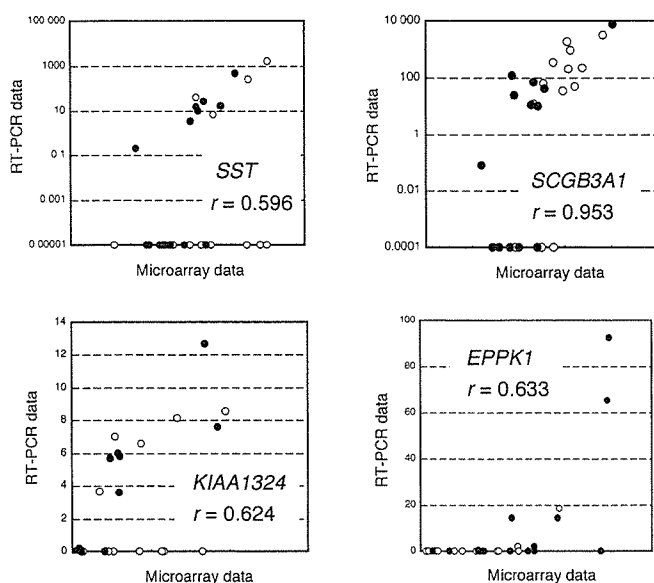 100 000
1000
10
0 1
0.001
0 00001
RT-PCR data
SST
r = 0.596
Microarray data
10 000
100
1
0.01
0.0001
RT-PCR data
SCGB3A1
r = 0.953
Microarray data
14
12
10
8
6
4
2
0
RT-PCR data
KIAA1324
r = 0.624
Microarray data
100
80
60
40
20
0
RT-PCR data
EPPK1
r = 0.633
Microarray data